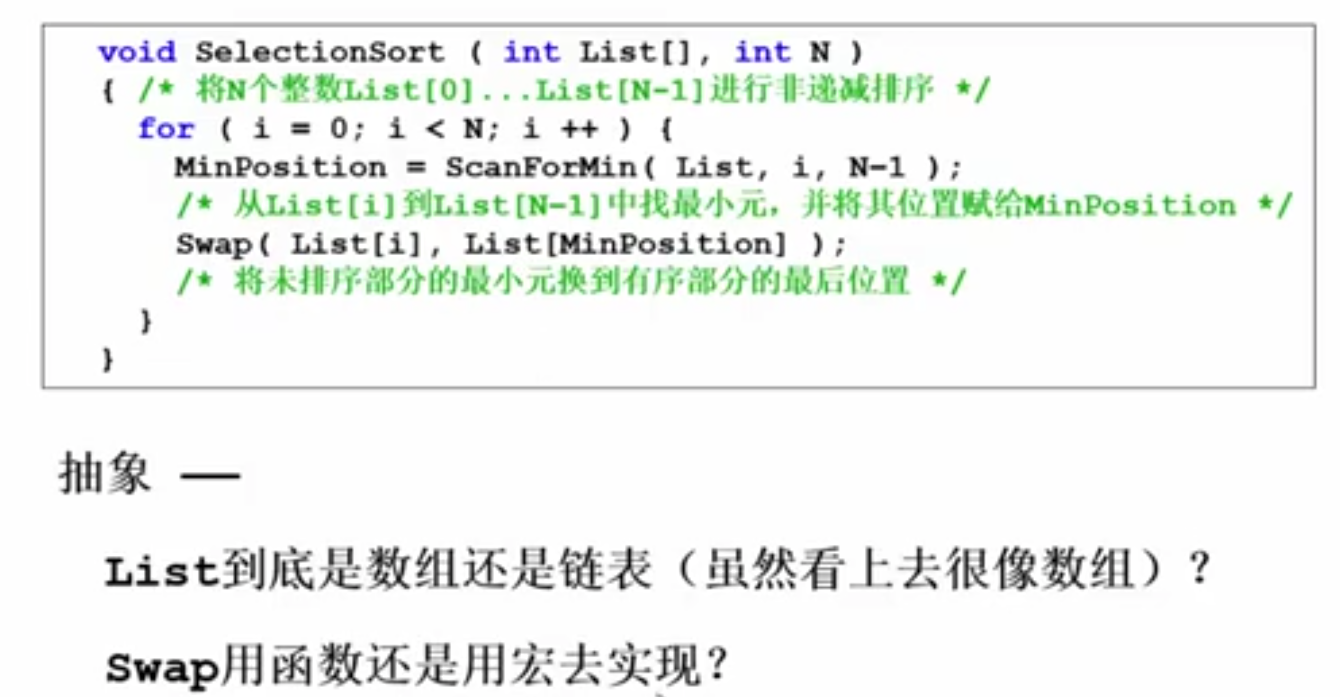 void SelectionSort ( int List[], int N )
{ /* 将N个整数List[0]...List[N-1]进行非递减排序 */
for ( i = 0; i < N; i ++ ) {
MinPosition = ScanForMin( List, i, N-1 );
/* 从List[i]到List[N-1]中找最小元，并将其位置赋给MinPosition */
Swap( List[i], List[MinPosition] );
/* 将未排序部分的最小元换到有序部分的最后位置 */
}
}
抽象 —
List到底是数组还是链表（虽然看上去很像数组）？
Swap用函数还是用宏去实现？